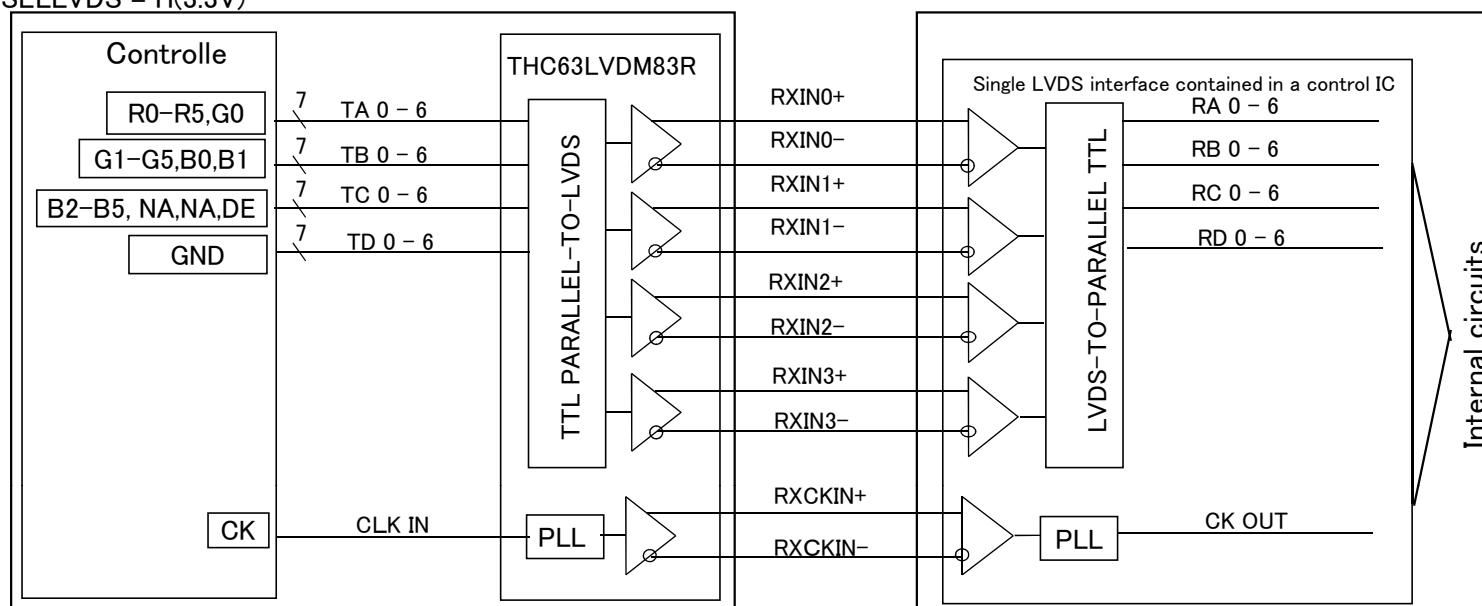 SELLVDS = H(3.3V)
Controlle
R0-R5,G0
G1-G5,B0,B1
B2-B5, NA,NA,DE
GND
CK
7 TA 0 - 6
7 TB 0 - 6
7 TC 0 - 6
7 TD 0 - 6
CLK IN
THC63LVDM83R
TTL PARALLEL-TO-LVDS
PLL
RXIN0+
RXIN0-
RXIN1+
RXIN1-
RXIN2+
RXIN2-
RXIN3+
RXIN3-
RXCKIN+
RXCKIN-
Single LVDS interface contained in a control IC
LVDS-TO-PARALLEL TTL
PLL
RA 0 - 6
RB 0 - 6
RC 0 - 6
RD 0 - 6
CK OUT
Internal circuits